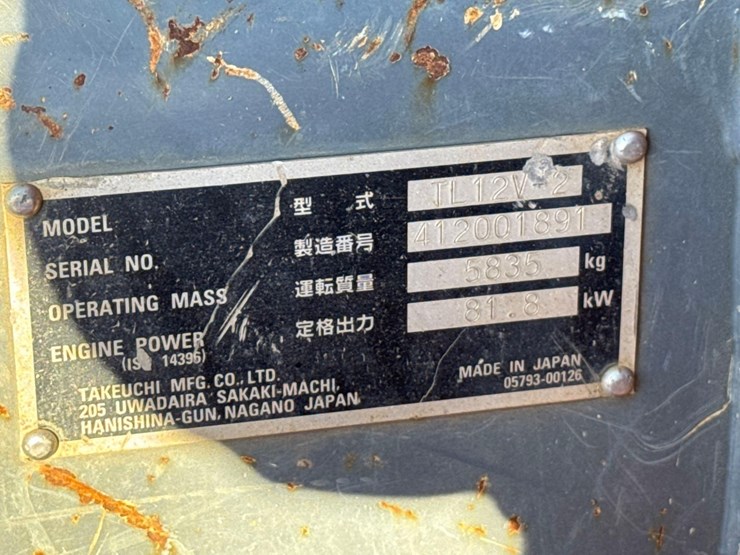 MODEL 型 式 TL12V-2
SERIAL NO. 製造番号 412001891
OPERATING MASS 運転質量 5835 kg
ENGINE POWER 定格出力 81.8 kW
(ISO 14396)
TAKEUCHI MFG. CO., LTD.
205 UWADAIRA SAKAKI-MACHI,
HANISHINA-GUN, NAGANO JAPAN
MADE IN JAPAN
05793-00126